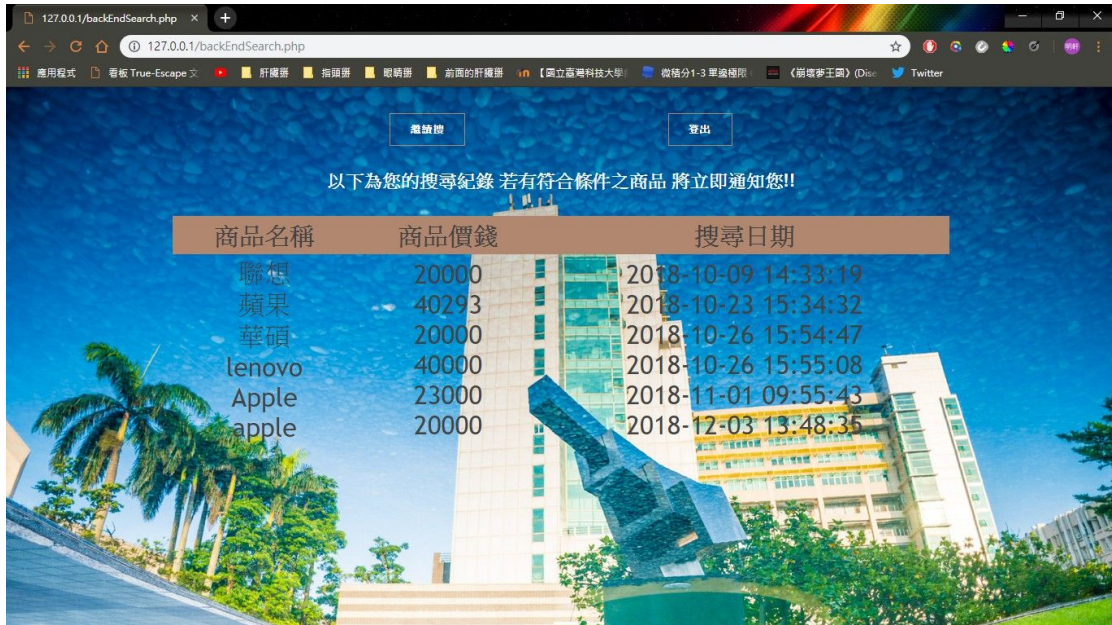 127.0.0.1/backEndSearch.php
127.0.0.1/backEndSearch.php
應用程式 看板 True-Escape 文 肝臟掰 指頭掰 眼睛掰 前面的肝臟掰 【國立臺灣科技大學 微積分1-3 單邊極限 《崩壞夢王國》(Dise Twitter
繼續搜 登出
以下為您的搜尋紀錄 若有符合條件之商品 將立即通知您!!
商品名稱 商品價錢 搜尋日期
聯想 20000 2018-10-09 14:33:19
蘋果 40293 2018-10-23 15:34:32
華碩 20000 2018-10-26 15:54:47
lenovo 40000 2018-10-26 15:55:08
Apple 23000 2018-11-01 09:55:43
apple 20000 2018-12-03 13:48:35